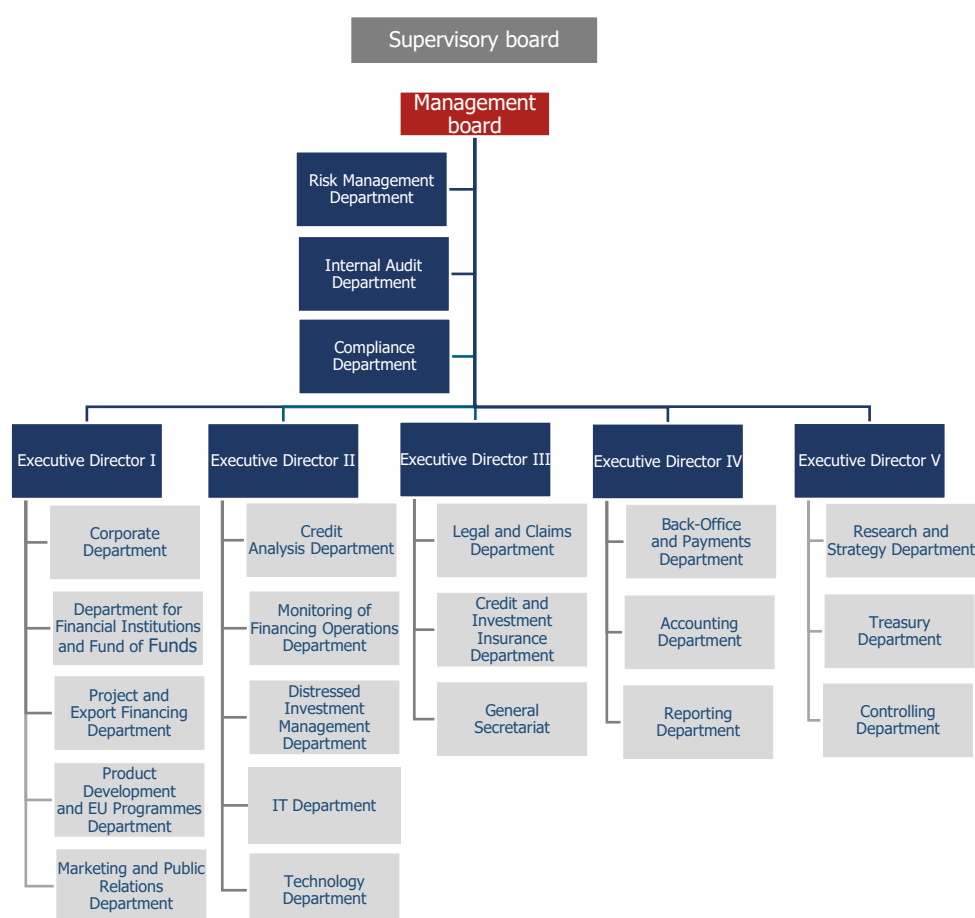 Supervisory board
Management
board
Risk Management
Department
Internal Audit
Department
Compliance
Department
Executive Director I
Executive Director II
Executive Director III
Executive Director IV
Executive Director V
Corporate
Department
Department for
Financial Institutions
and Fund of Funds
Project and
Export Financing
Department
Product
Development
and EU Programmes
Department
Marketing and Public
Relations
Department
Credit
Analysis Department
Monitoring of
Financing Operations
Department
Distressed
Investment
Management
Department
IT Department
Technology
Department
Legal and Claims
Department
Credit and
Investment
Insurance
Department
General
Secretariat
Back-Office
and Payments
Department
Accounting
Department
Reporting
Department
Research and
Strategy Department
Treasury
Department
Controlling
Department